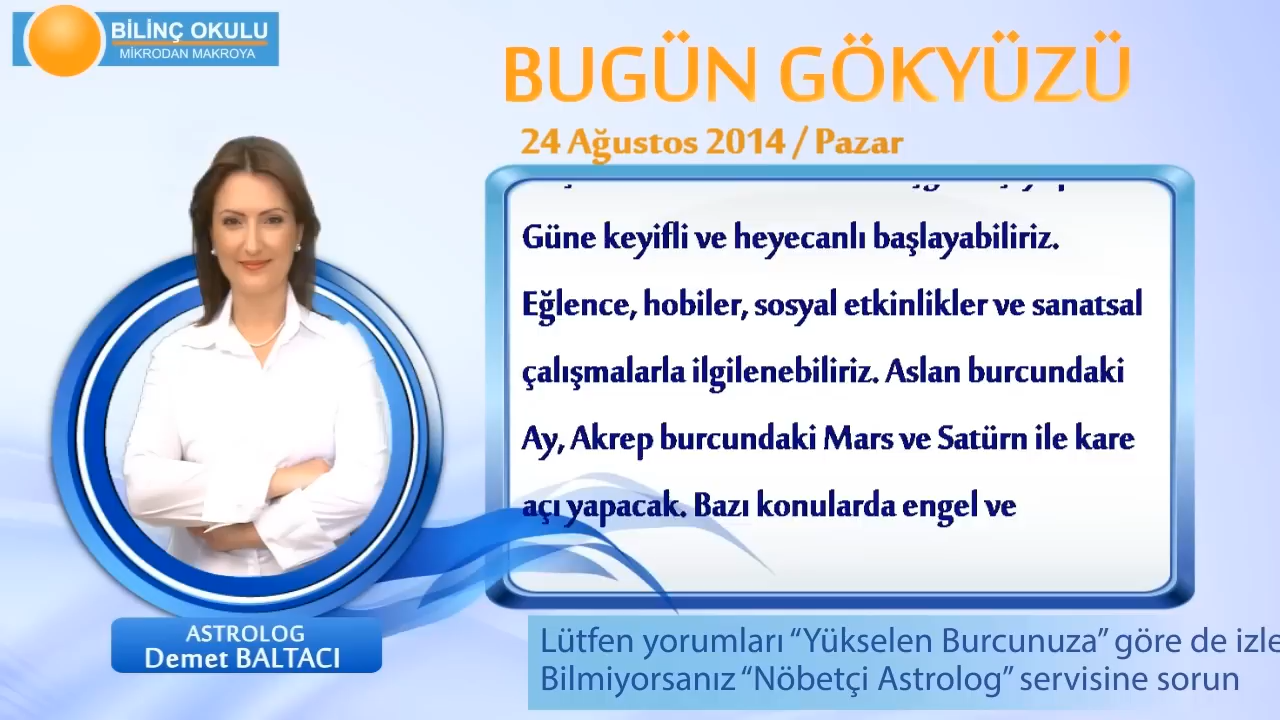 BİLİNÇ OKULU
MİKRODAN MAKROYA
BUGÜN GÖKYÜZÜ
24 Ağustos 2014 / Pazar
Güne keyifli ve heyecanlı başlayabiliriz.
Eğlence, hobiler, sosyal etkinlikler ve sanatsal
çalışmalarla ilgilenebiliriz. Aslan burcundaki
Ay, Akrep burcundaki Mars ve Satürn ile kare
açı yapacak. Bazı konularda engel ve
ASTROLOG
Demet BALTACI
Lütfen yorumları “Yükselen Burcunuza” göre de izle
Bilmiyorsanız “Nöbetçi Astrolog” servisine sorun